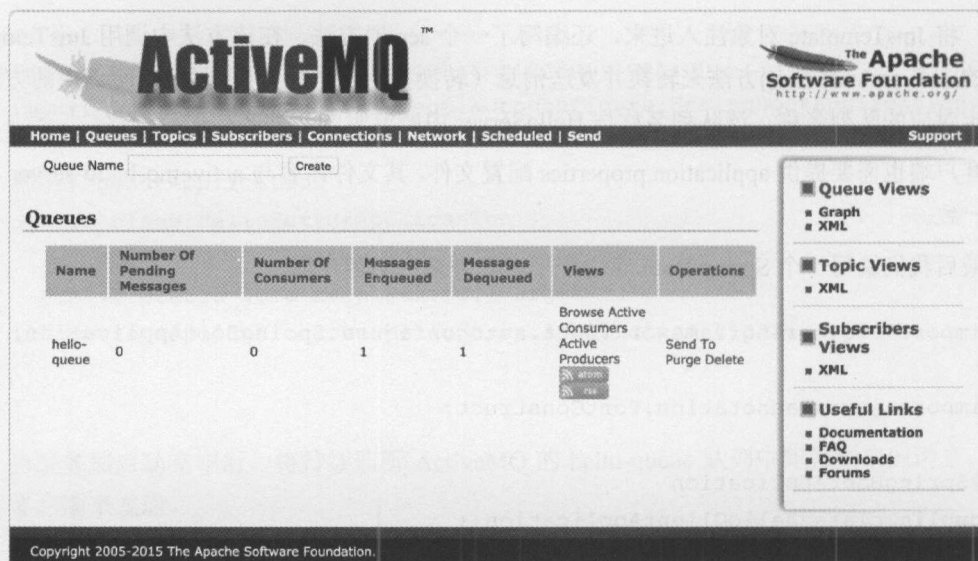 ActiveMQ™
The Apache
Software Foundation
http://www.apache.org/
Home | Queues | Topics | Subscribers | Connections | Network | Scheduled | Send
Support
Queue Name
Create
Queues
Name
Number Of Pending Messages
Number Of Consumers
Messages Enqueued
Messages Dequeued
Views
Operations
hello-queue
0
0
1
1
Browse Active Consumers
Active Producers
atom
rss
Send To
Purge Delete
Queue Views
Graph
XML
Topic Views
XML
Subscribers Views
XML
Useful Links
Documentation
FAQ
Downloads
Forums
Copyright 2005-2015 The Apache Software Foundation.